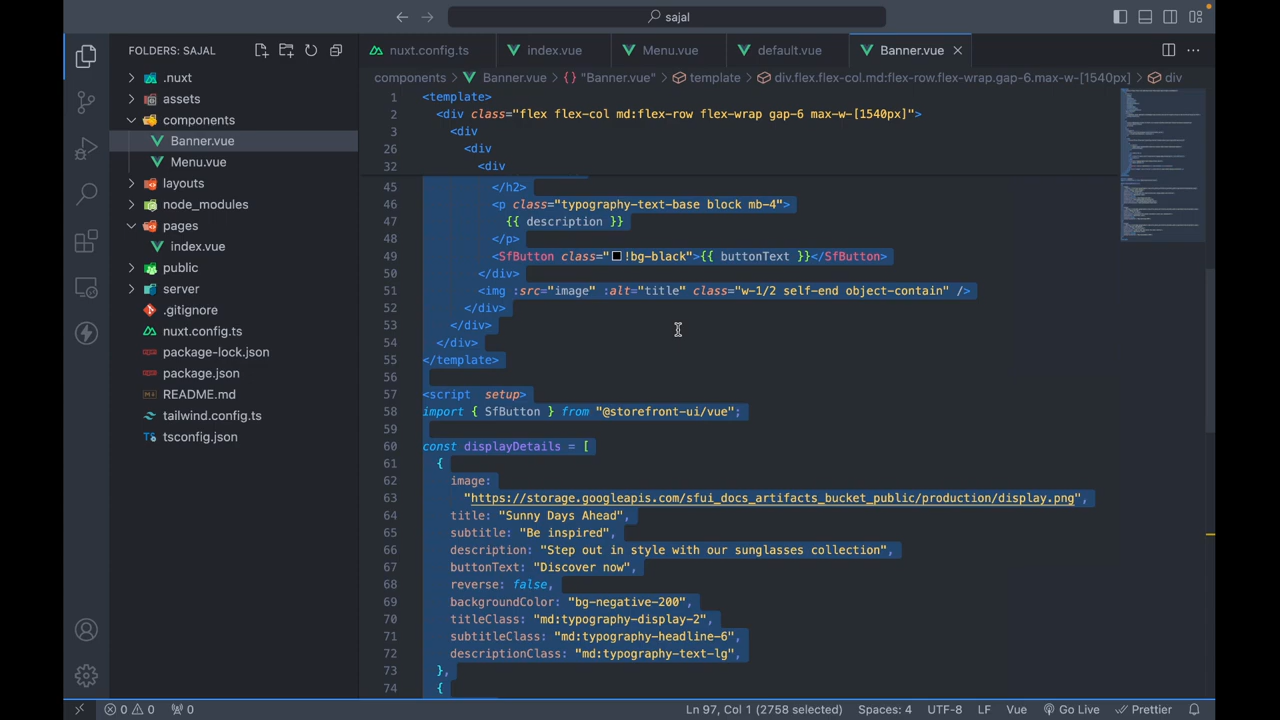 sajal
FOLDERS: SAJAL
.nuxt
assets
components
Banner.vue
Menu.vue
layouts
node_modules
pages
index.vue
public
server
.gitignore
nuxt.config.ts
package-lock.json
package.json
README.md
tailwind.config.ts
tsconfig.json
nuxt.config.ts
index.vue
Menu.vue
default.vue
Banner.vue
components > Banner.vue > {} "Banner.vue" > template > div.flex.flex-col.md:flex-row.flex-wrap.gap-6.max-w-[1540px] > div
1 <template>
2 <div class="flex flex-col md:flex-row flex-wrap gap-6 max-w-[1540px]">
3 <div
26 <div
32 <div
45 </h2>
46 <p class="typography-text-base block mb-4">
47 {{ description }}
48 </p>
49 <SfButton class="!bg-black">{{ buttonText }}</SfButton>
50 </div>
51 <img :src="image" :alt="title" class="w-1/2 self-end object-contain" />
52 </div>
53 </div>
54 </div>
55 </template>
56
57 <script setup>
58 import { SfButton } from "@storefront-ui/vue";
59
60 const displayDetails = [
61 {
62 image:
63 "https://storage.googleapis.com/sfui_docs_artifacts_bucket_public/production/display.png",
64 title: "Sunny Days Ahead",
65 subtitle: "Be inspired",
66 description: "Step out in style with our sunglasses collection",
67 buttonText: "Discover now",
68 reverse: false,
69 backgroundColor: "bg-negative-200",
70 titleClass: "md:typography-display-2",
71 subtitleClass: "md:typography-headline-6",
72 descriptionClass: "md:typography-text-lg",
73 },
74 {
0 0 0 Ln 97, Col 1 (2758 selected) Spaces: 4 UTF-8 LF Vue Go Live Prettier